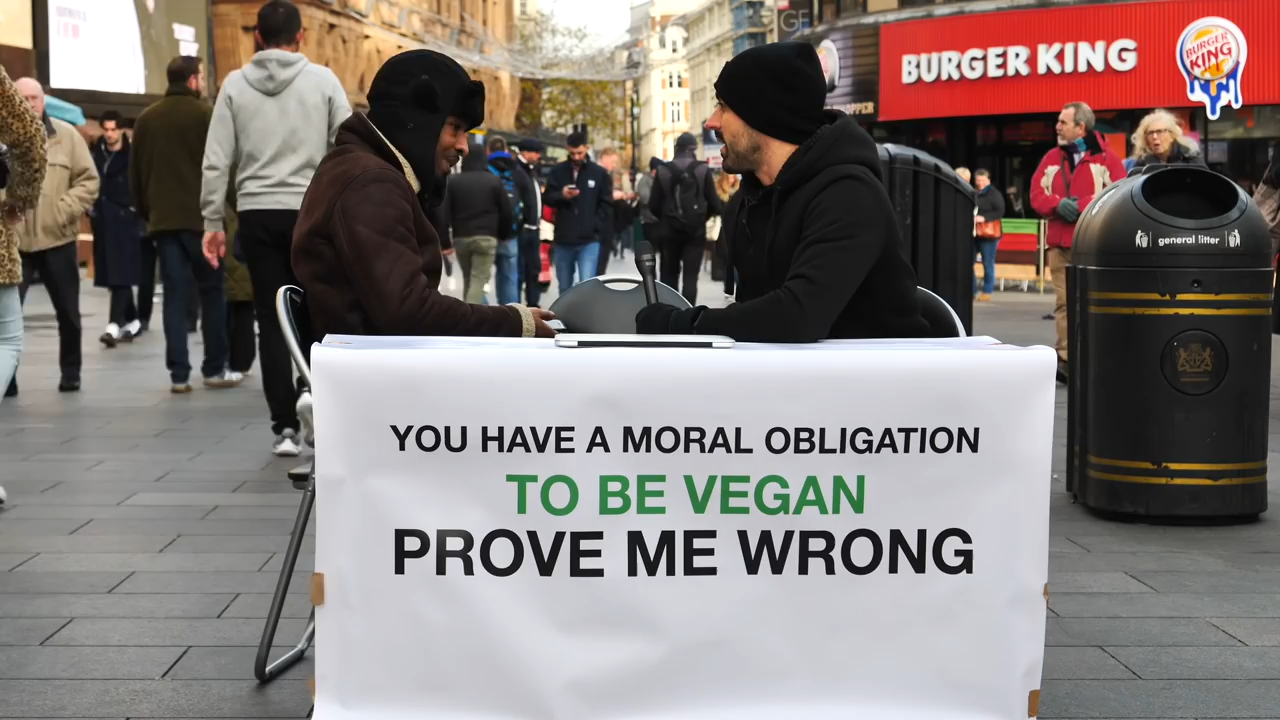 BURGER KING
BURGER
KING
general litter
YOU HAVE A MORAL OBLIGATION
TO BE VEGAN
PROVE ME WRONG